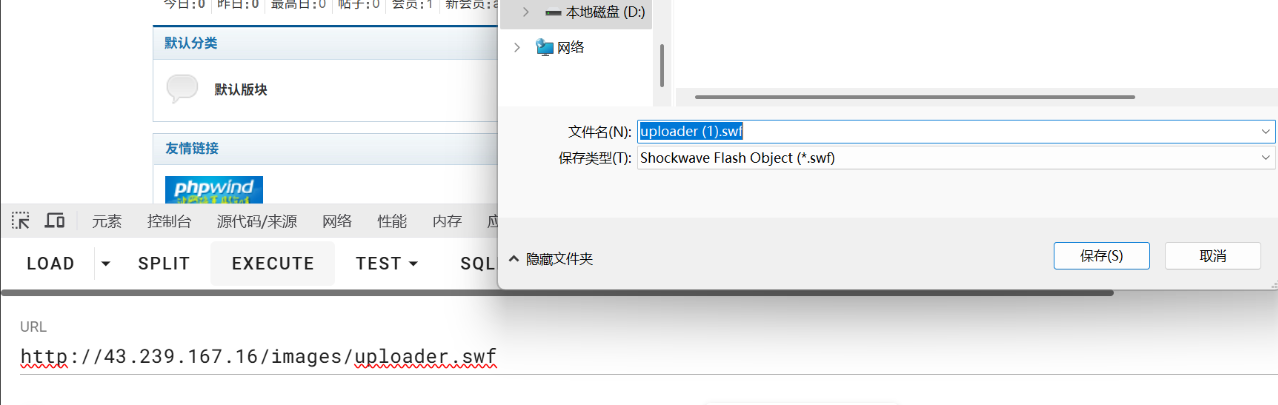 今日:0 昨日:0 最高日:0 帖子:0 会员:1 新会员:a
默认分类
默认版块
友情链接
phpwind
本地磁盘 (D:)
网络
文件名(N): uploader (1).swf
保存类型(T): Shockwave Flash Object (*.swf)
隐藏文件夹 保存(S) 取消
元素 控制台 源代码/来源 网络 性能 内存
LOAD SPLIT EXECUTE TEST SQL
URL
http://43.239.167.16/images/uploader.swf